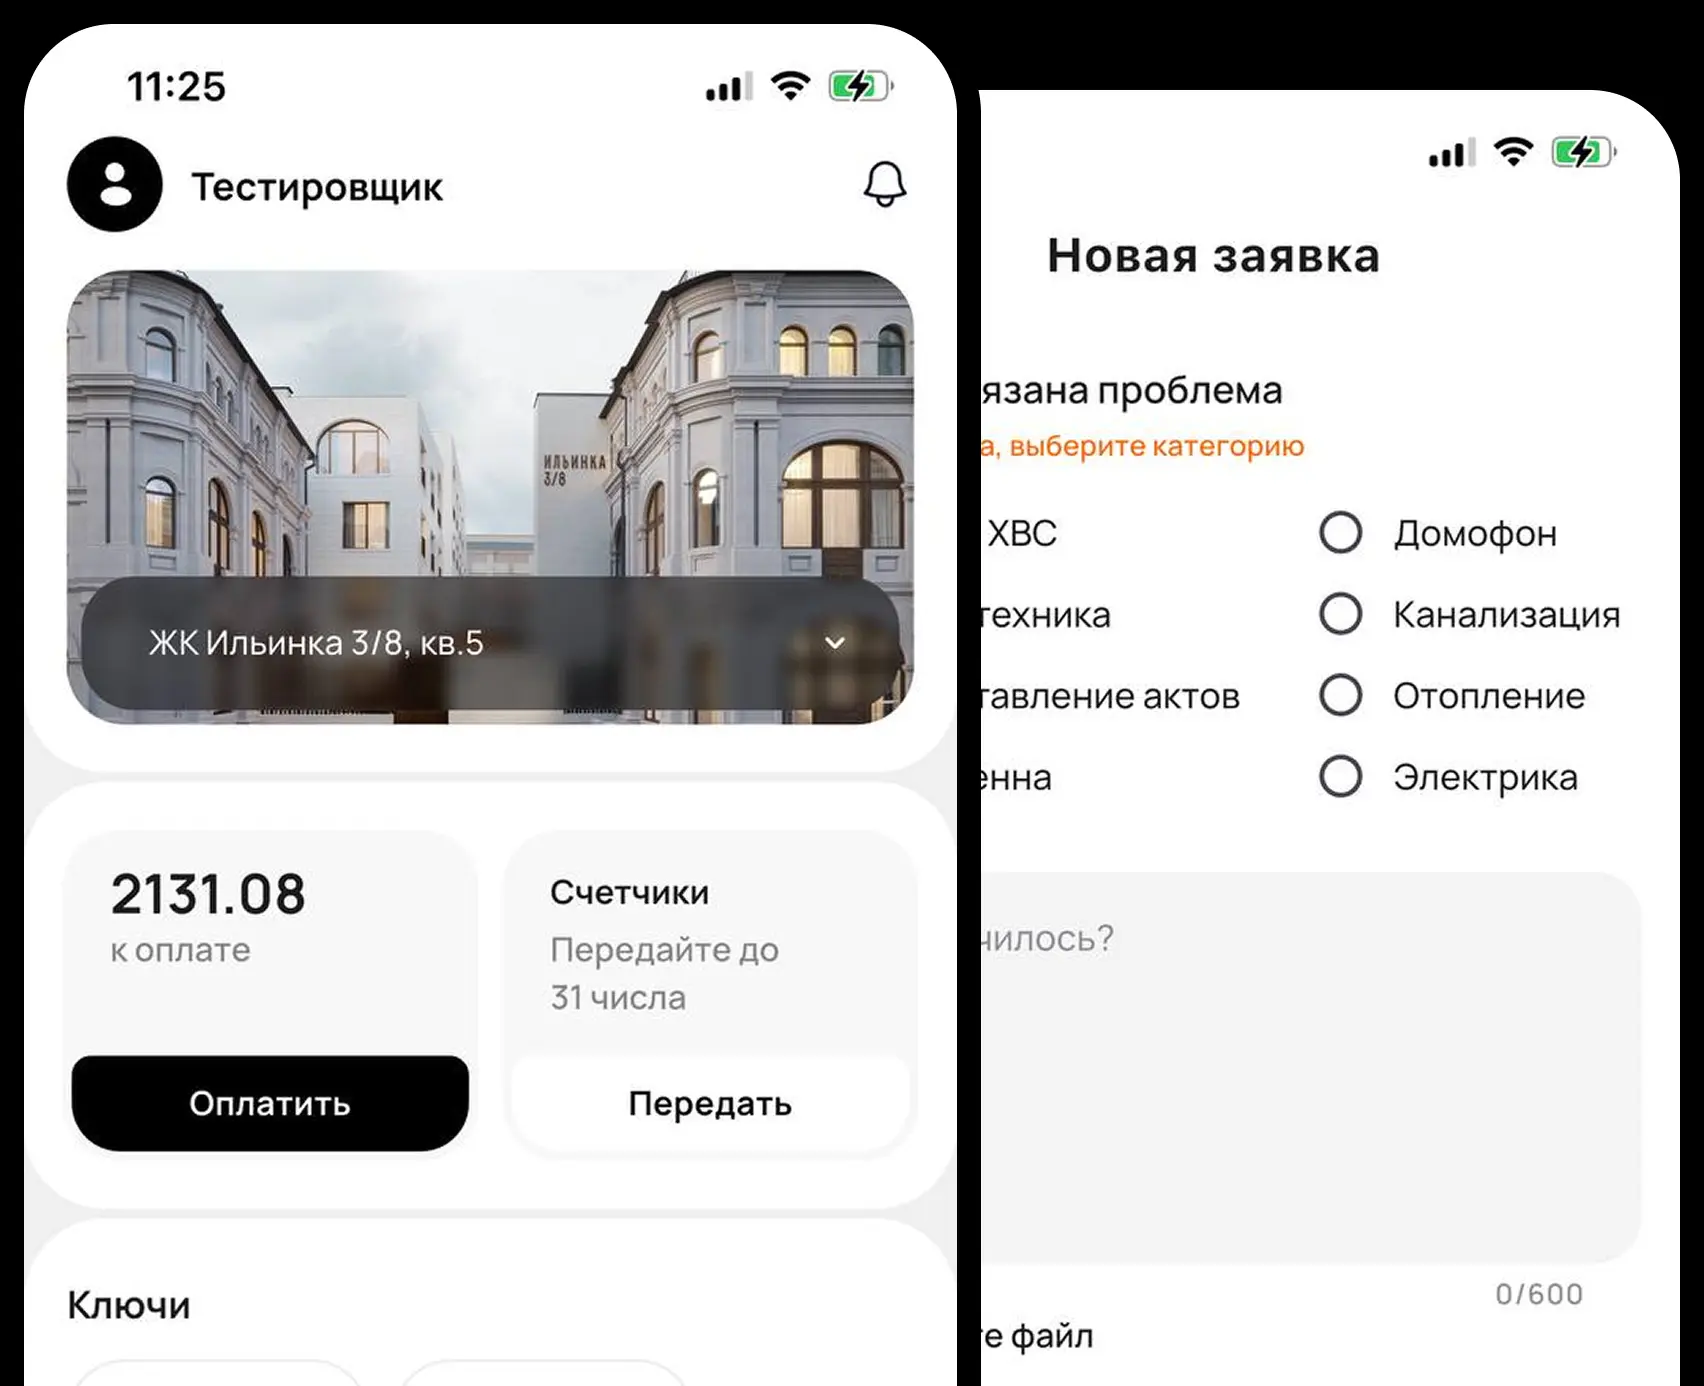 11:25
Тестировщик
ИЛЬИНКА
3/8
ЖК Ильинка 3/8, кв.5
2131.08
к оплате
Оплатить
Счетчики
Передайте до
31 числа
Передать
Ключи
Новая заявка
язана проблема
а, выберите категорию
ХВС
Домофон
техника
Канализация
тавление актов
Отопление
енна
Электрика
чилось?
0/600
те файл